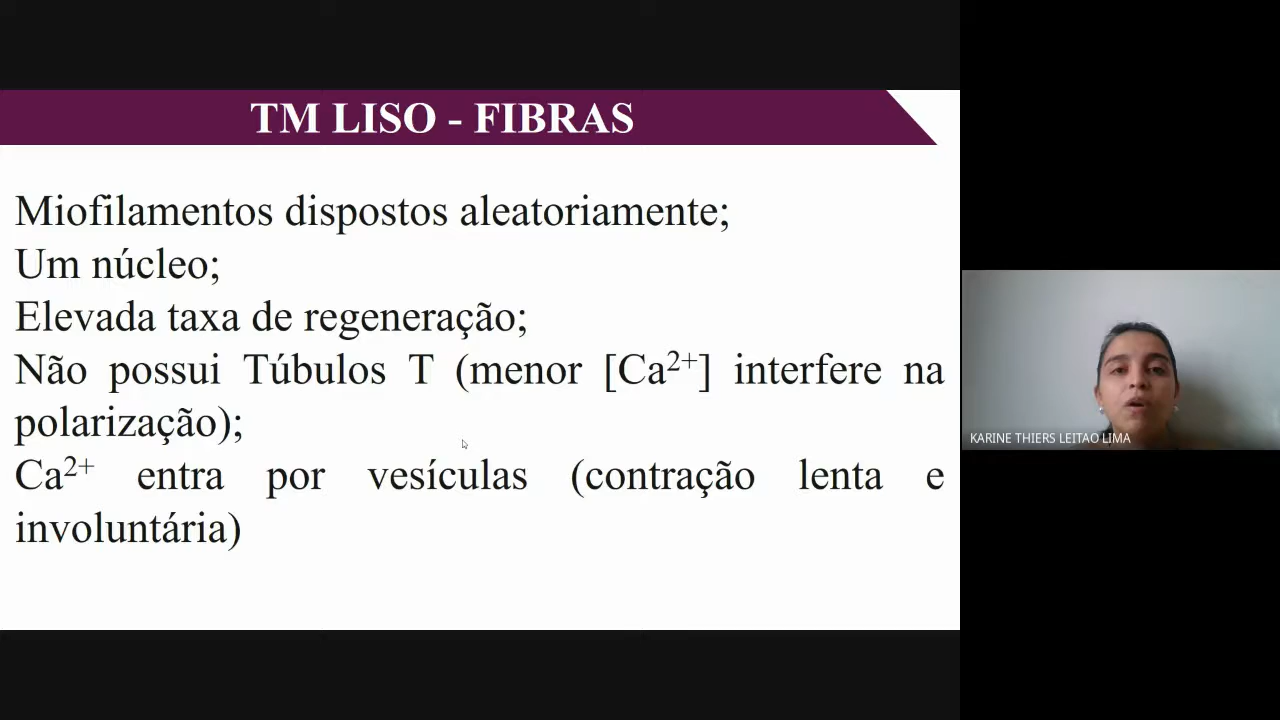 TM LISO - FIBRAS
Miofilamentos dispostos aleatoriamente;
Um núcleo;
Elevada taxa de regeneração;
Não possui Túbulos T (menor [Ca²⁺] interfere na
polarização);
Ca²⁺ entra por vesículas (contração lenta e
involuntária)
KARINE THIERS LEITAO LIMA